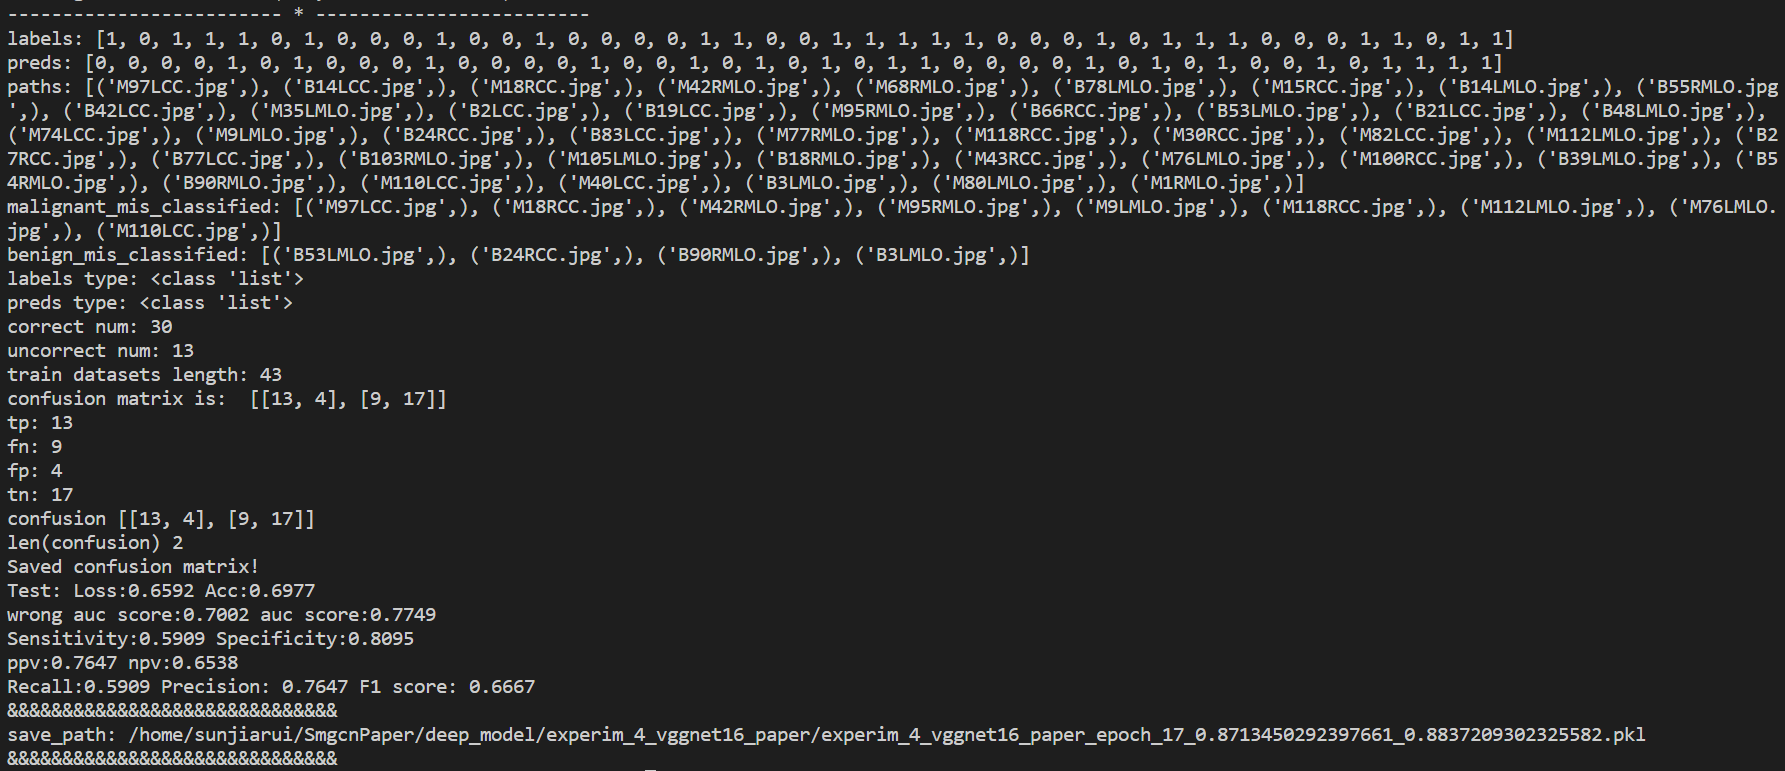 ------------------------- * -------------------------
labels: [1, 0, 1, 1, 1, 0, 1, 0, 0, 0, 1, 0, 0, 1, 0, 0, 0, 0, 1, 1, 0, 0, 1, 1, 1, 1, 1, 0, 0, 0, 1, 0, 1, 1, 1, 0, 0, 0, 1, 1, 0, 1, 1]
preds: [0, 0, 0, 0, 1, 0, 1, 0, 0, 0, 1, 0, 0, 0, 0, 1, 0, 0, 1, 0, 1, 0, 1, 0, 1, 1, 0, 0, 0, 0, 1, 0, 1, 0, 1, 0, 0, 1, 0, 1, 1, 1, 1]
paths: [('M97LCC.jpg',), ('B14LCC.jpg',), ('M18RCC.jpg',), ('M42RMLO.jpg',), ('M68RMLO.jpg',), ('B78LMLO.jpg',), ('M15RCC.jpg',), ('B14LMLO.jpg',), ('B55RMLO.jpg
',), ('B42LCC.jpg',), ('M35LMLO.jpg',), ('B2LCC.jpg',), ('B19LCC.jpg',), ('M95RMLO.jpg',), ('B66RCC.jpg',), ('B53LMLO.jpg',), ('B21LCC.jpg',), ('B48LMLO.jpg',),
('M74LCC.jpg',), ('M9LMLO.jpg',), ('B24RCC.jpg',), ('B83LCC.jpg',), ('M77RMLO.jpg',), ('M118RCC.jpg',), ('M30RCC.jpg',), ('M82LCC.jpg',), ('M112LMLO.jpg',), ('B2
7RCC.jpg',), ('B77LCC.jpg',), ('B103RMLO.jpg',), ('M105LMLO.jpg',), ('B18RMLO.jpg',), ('M43RCC.jpg',), ('M76LMLO.jpg',), ('M100RCC.jpg',), ('B39LMLO.jpg',), ('B5
4RMLO.jpg',), ('B90RMLO.jpg',), ('M110LCC.jpg',), ('M40LCC.jpg',), ('B3LMLO.jpg',), ('M80LMLO.jpg',), ('M1RMLO.jpg',)]
malignant_mis_classified: [('M97LCC.jpg',), ('M18RCC.jpg',), ('M42RMLO.jpg',), ('M95RMLO.jpg',), ('M9LMLO.jpg',), ('M118RCC.jpg',), ('M112LMLO.jpg',), ('M76LMLO.
jpg',), ('M110LCC.jpg',)]
benign_mis_classified: [('B53LMLO.jpg',), ('B24RCC.jpg',), ('B90RMLO.jpg',), ('B3LMLO.jpg',)]
labels type: <class 'list'>
preds type: <class 'list'>
correct num: 30
uncorrect num: 13
train datasets length: 43
confusion matrix is:  [[13, 4], [9, 17]]
tp: 13
fn: 9
fp: 4
tn: 17
confusion [[13, 4], [9, 17]]
len(confusion) 2
Saved confusion matrix!
Test: Loss:0.6592 Acc:0.6977
wrong auc score:0.7002 auc score:0.7749
Sensitivity:0.5909 Specificity:0.8095
ppv:0.7647 npv:0.6538
Recall:0.5909 Precision: 0.7647 F1 score: 0.6667
&&&&&&&&&&&&&&&&&&&&&&&&&&&&&&
save_path: /home/sunjiarui/SmgcnPaper/deep_model/experim_4_vggnet16_paper/experim_4_vggnet16_paper_epoch_17_0.8713450292397661_0.8837209302325582.pkl
&&&&&&&&&&&&&&&&&&&&&&&&&&&&&&